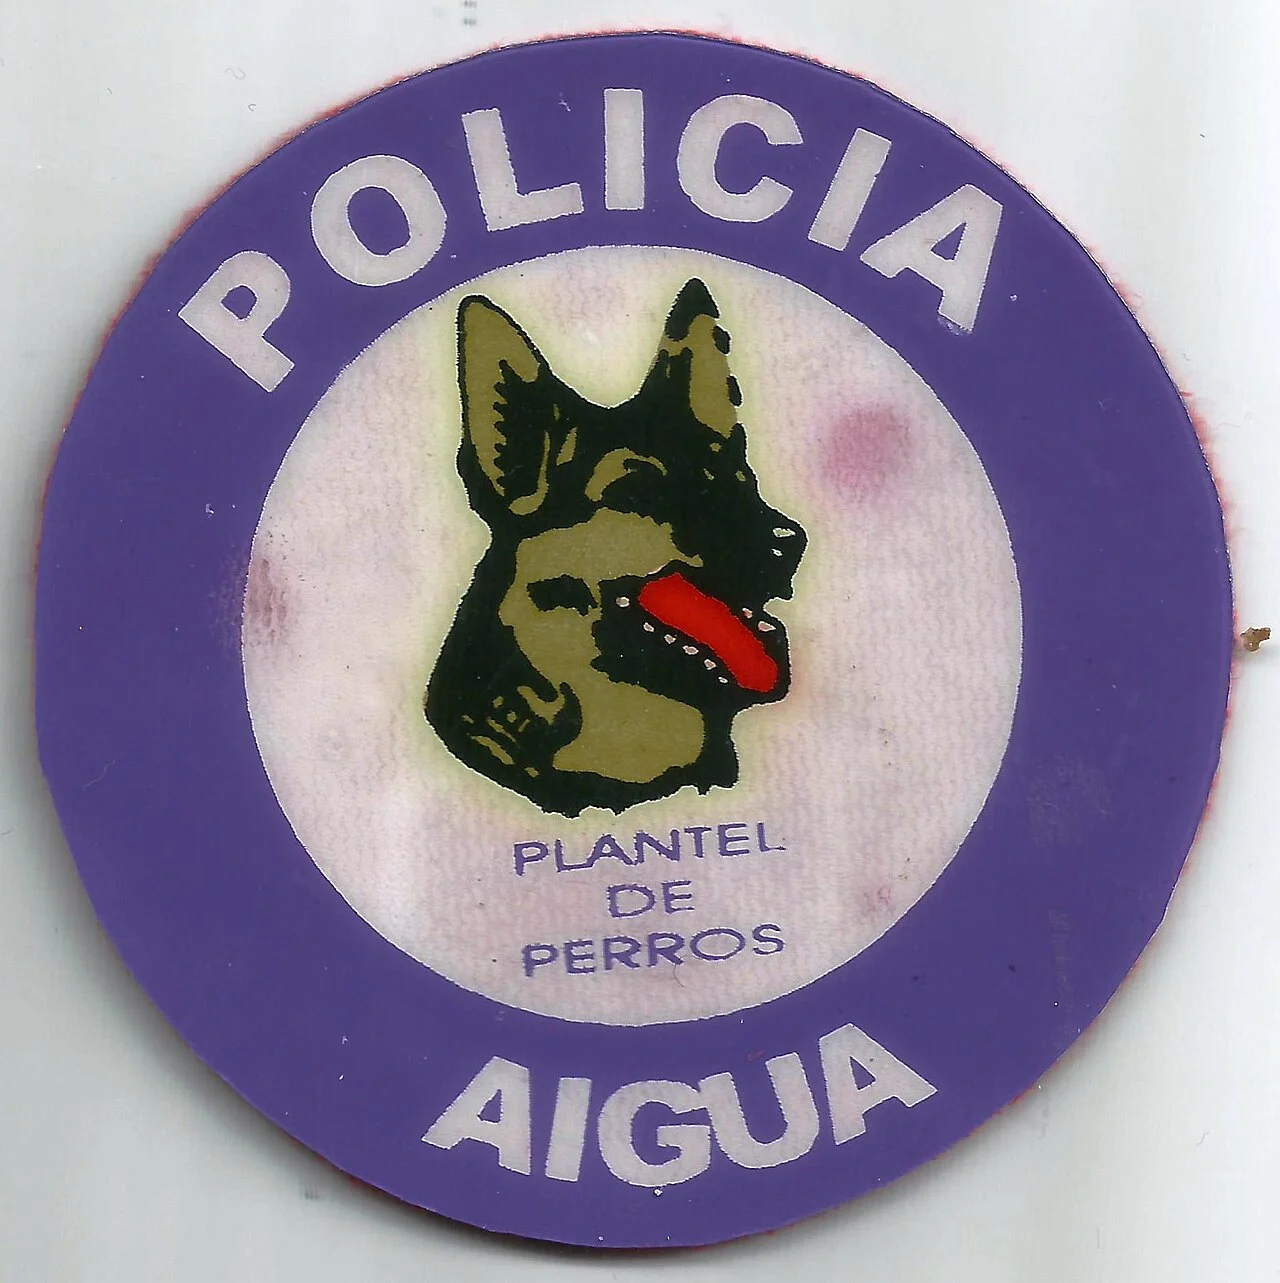 POLICIA
PLANTEL
DE
PERROS
AIGUA